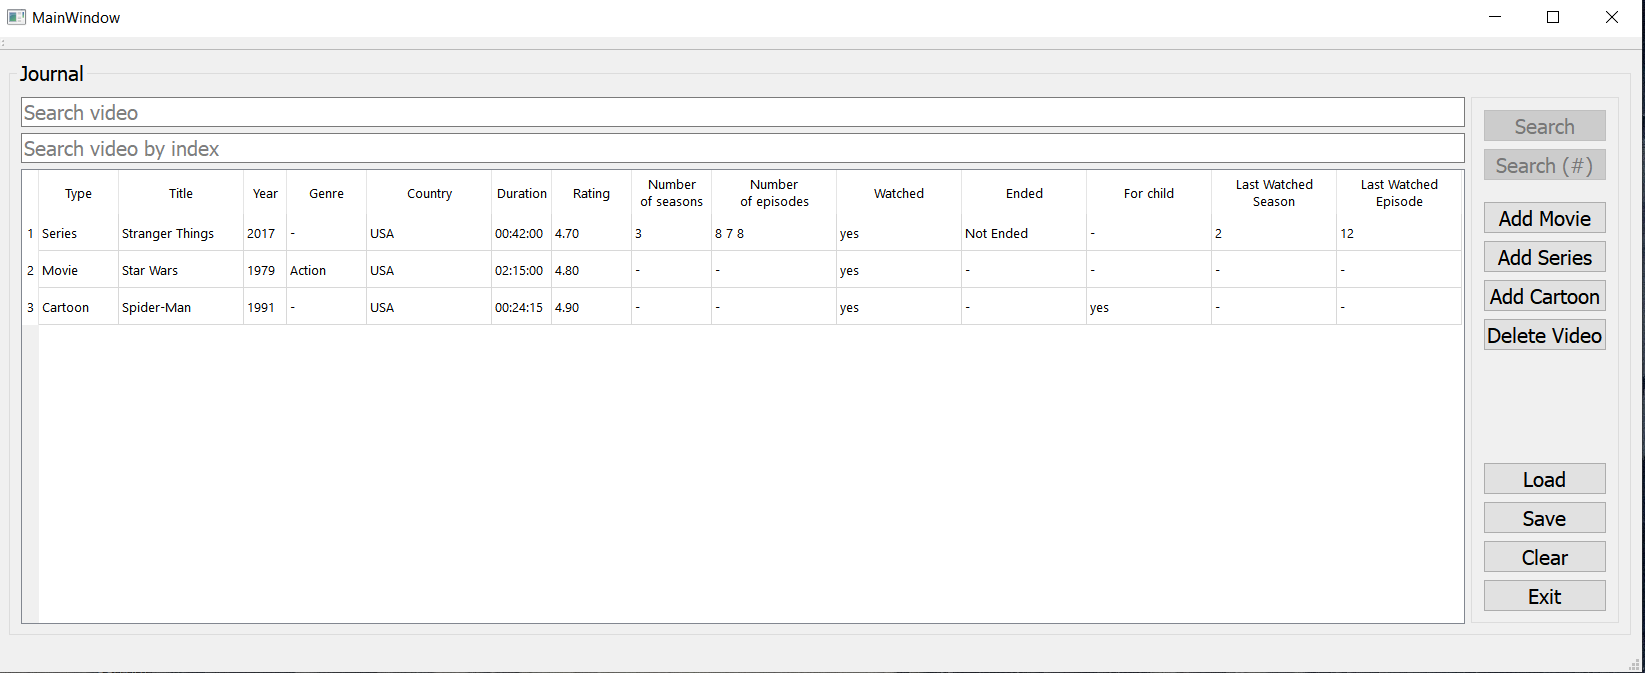 MainWindow
Journal
Search video
Search video by index
Type Title Year Genre Country Duration Rating Number of seasons Number of episodes Watched Ended For child Last Watched Season Last Watched Episode
1 Series Stranger Things 2017 - USA 00:42:00 4.70 3 8 7 8 yes Not Ended - 2 12
2 Movie Star Wars 1979 Action USA 02:15:00 4.80 - - yes - - - -
3 Cartoon Spider-Man 1991 - USA 00:24:15 4.90 - - yes - yes - -
Search
Search (#)
Add Movie
Add Series
Add Cartoon
Delete Video
Load
Save
Clear
Exit